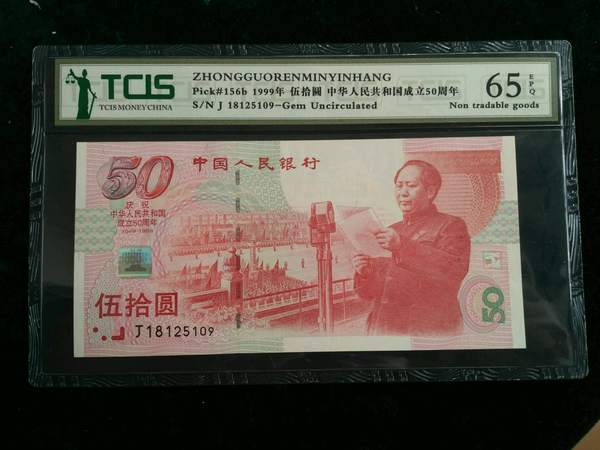 TCIS
TCIS MONEY CHINA
ZHONGGUORENMINYINHANG
Pick#156b 1999年 伍拾圆 中华人民共和国成立50周年
S/N J 18125109-Gem Uncirculated
65 EPQ
Non tradable goods
50
中国人民银行
庆祝
中华人民共和国
成立50周年
1949-1999
伍拾圆
J18125109
50